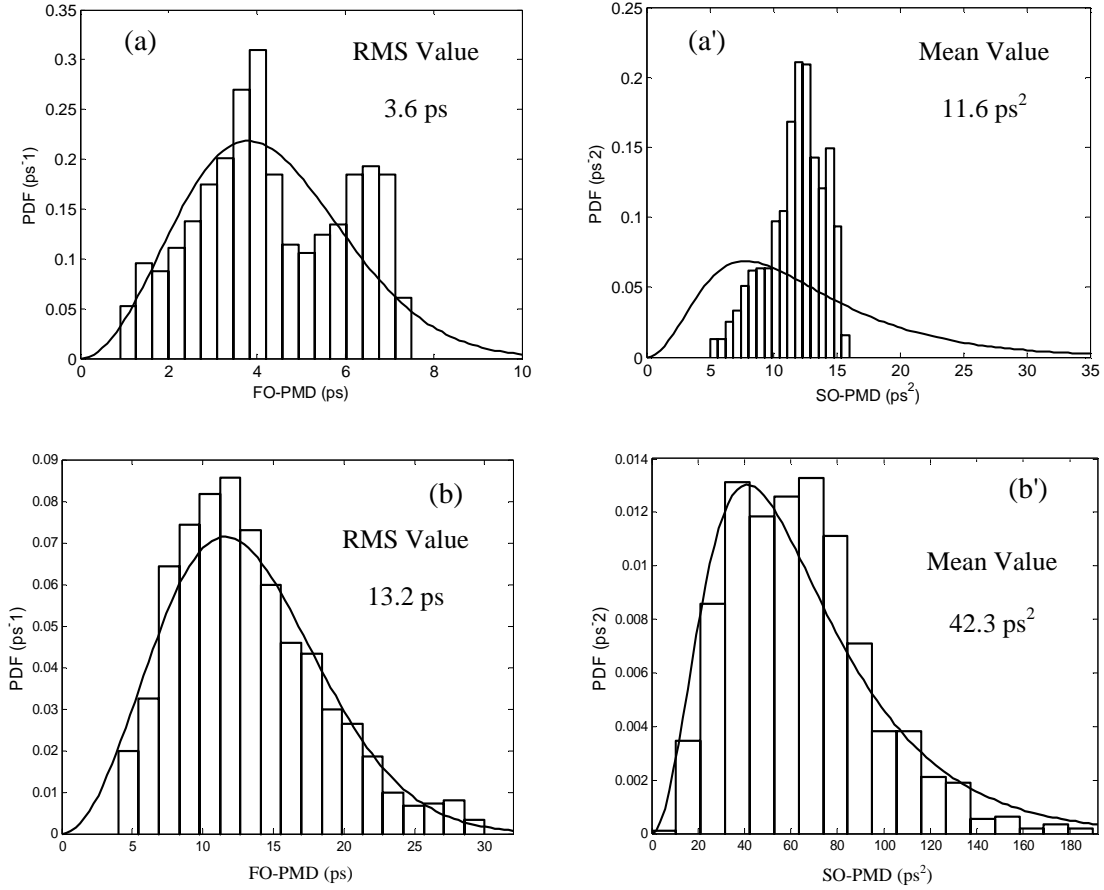 (a)
RMS Value
3.6 ps
PDF (ps-1)
0.35
0.3
0.25
0.2
0.15
0.1
0.05
0
0 2 4 6 8 10
FO-PMD (ps)
(a')
Mean Value
11.6 ps²
PDF (ps-2)
0.25
0.2
0.15
0.1
0.05
0
0 5 10 15 20 25 30 35
SO-PMD (ps²)
(b)
RMS Value
13.2 ps
PDF (ps-1)
0.09
0.08
0.07
0.06
0.05
0.04
0.03
0.02
0.01
0
0 5 10 15 20 25 30
FO-PMD (ps)
(b')
Mean Value
42.3 ps²
PDF (ps-2)
0.014
0.012
0.01
0.008
0.006
0.004
0.002
0
0 20 40 60 80 100 120 140 160 180
SO-PMD (ps²)